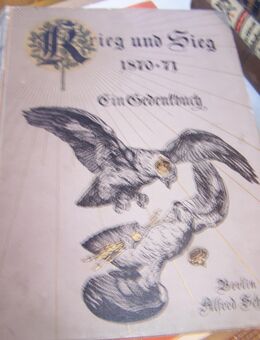 Krieg und Sieg
1870-71
Ein Gedenkbuch
Berlin
Alfred